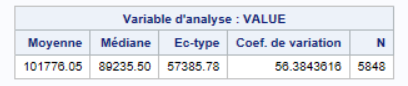 Variable d'analyse : VALUE
Moyenne Médiane Ec-type Coef. de variation N
101776.05 89235.50 57385.78 56.3843616 5848